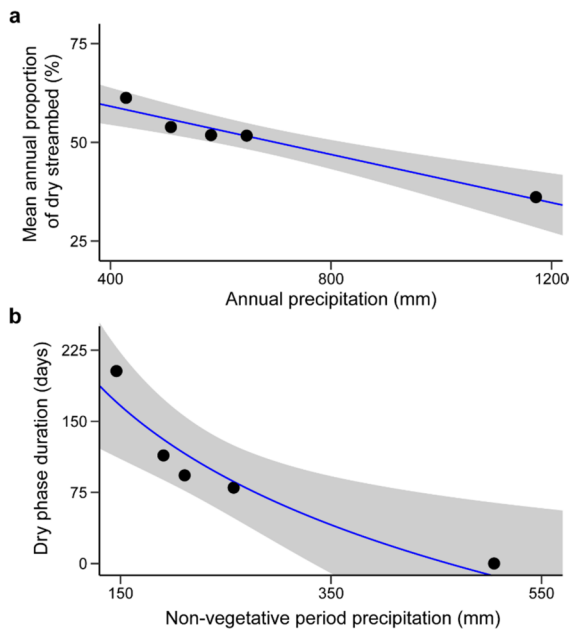 a
Mean annual proportion
of dry streambed (%)
75
50
25
400
800
1200
Annual precipitation (mm)
b
Dry phase duration (days)
225
150
75
0
150
350
550
Non-vegetative period precipitation (mm)